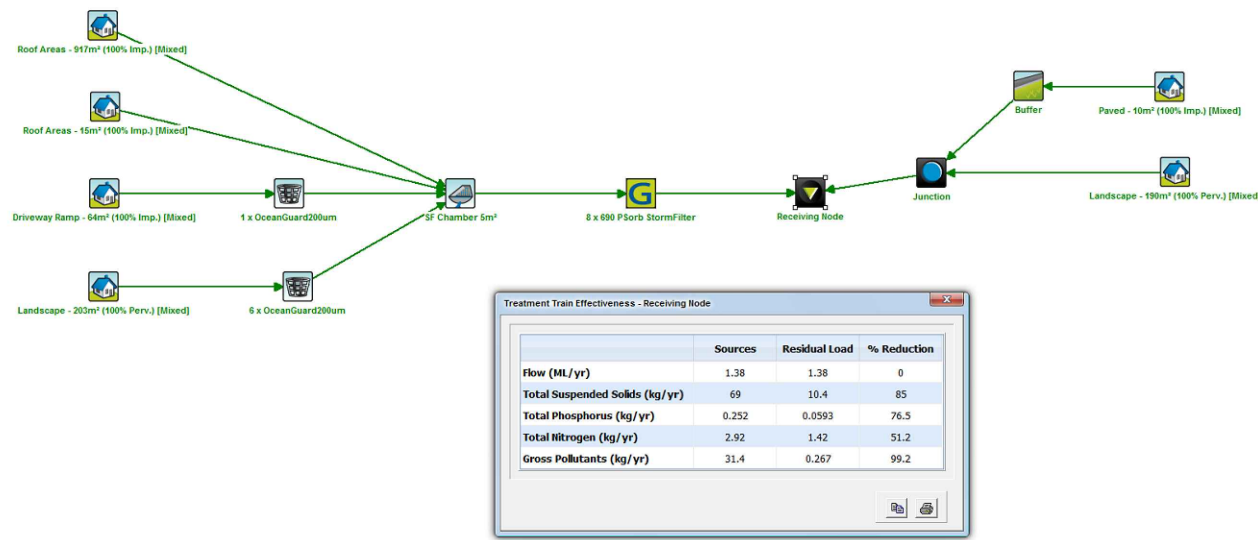 Roof Areas - 917m² (100% Imp.) [Mixed]
Roof Areas - 15m² (100% Imp.) [Mixed]
Buffer
Paved - 10m² (100% Imp.) [Mixed]
Driveway Ramp - 64m² (100% Imp.) [Mixed]
1 x OceanGuard200um
SF Chamber 5m²
G
8 x 690 PSorb StormFilter
Receiving Node
Junction
Landscape - 190m² (100% Perv.) [Mixed
Landscape - 203m² (100% Perv.) [Mixed]
6 x OceanGuard200um
Treatment Train Effectiveness - Receiving Node
Sources Residual Load % Reduction
Flow (ML/yr) 1.38 1.38 0
Total Suspended Solids (kg/yr) 69 10.4 85
Total Phosphorus (kg/yr) 0.252 0.0593 76.5
Total Nitrogen (kg/yr) 2.92 1.42 51.2
Gross Pollutants (kg/yr) 31.4 0.267 99.2